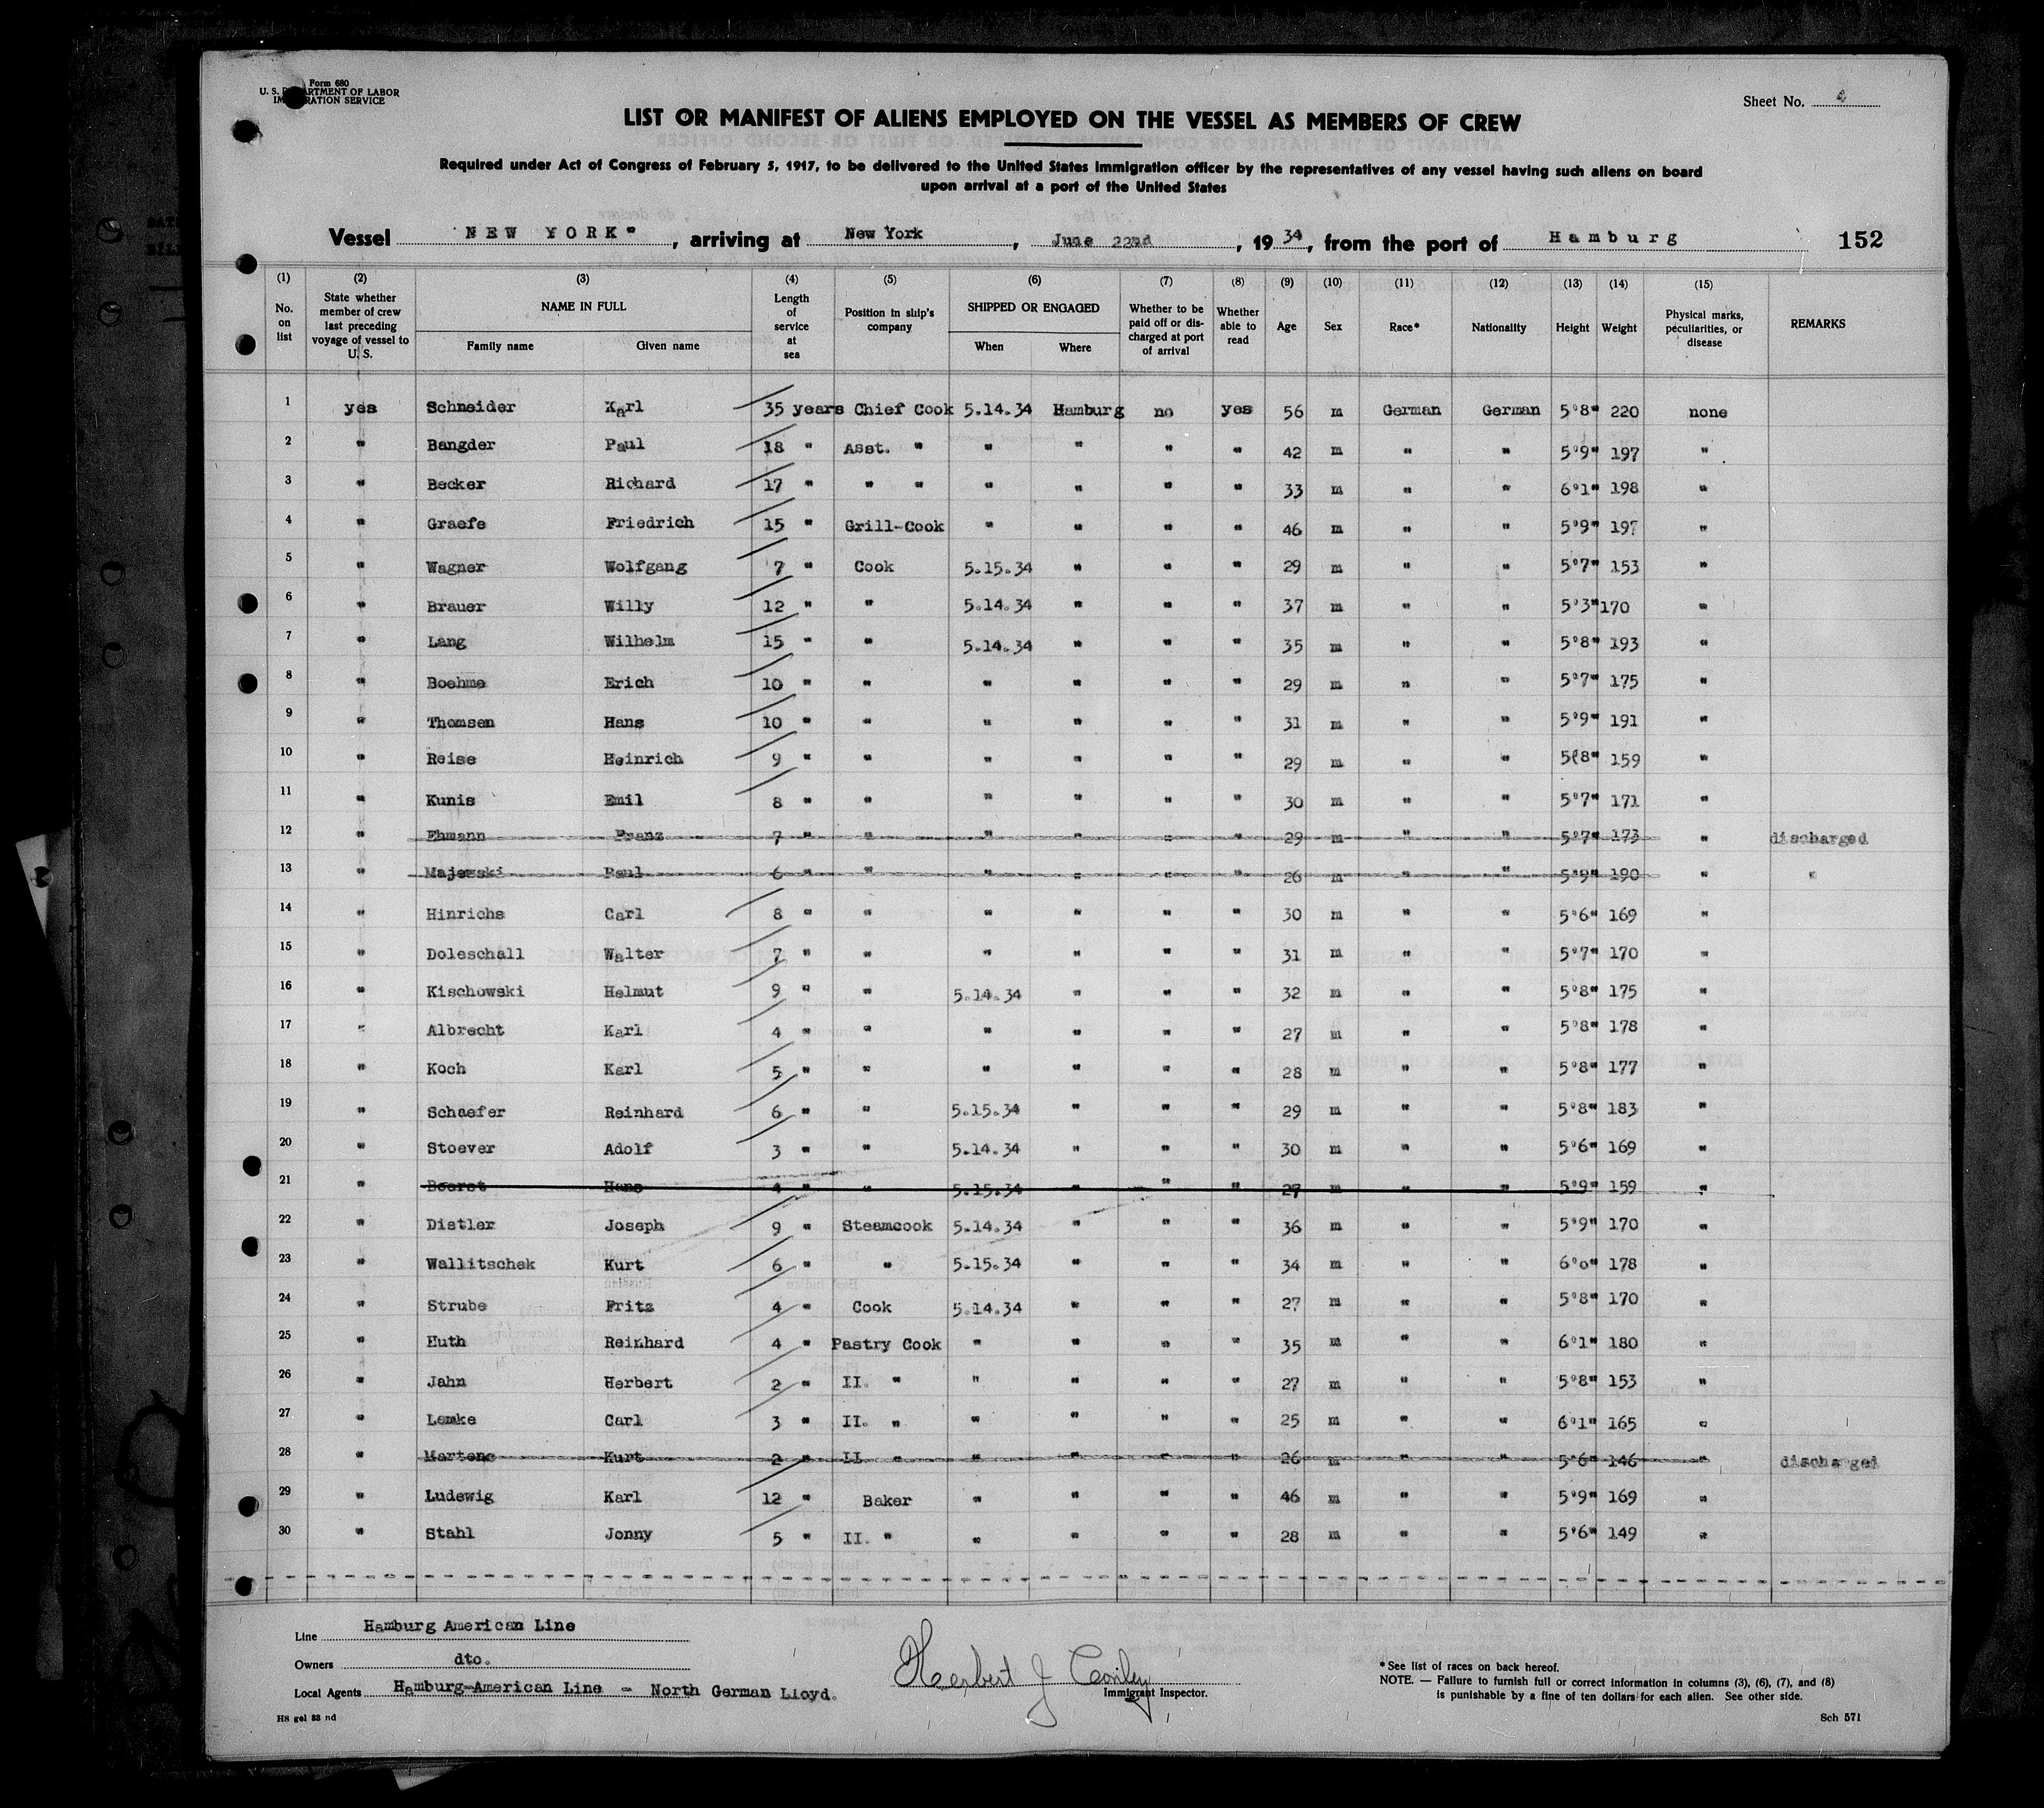 Form 680
U. S. DEPARTMENT OF LABOR
IMMIGRATION SERVICE
Sheet No.
LIST OR MANIFEST OF ALIENS EMPLOYED ON THE VESSEL AS MEMBERS OF CREW
Required under Act of Congress of February 5, 1917, to be delivered to the United States Immigration officer by the representatives of any vessel having such aliens on board
upon arrival at a port of the United States
Vessel NEW YORK" , arriving at New York , June 22nd , 19 34, from the port of Hamburg 152
(1) (2) (3) (4) (5) (6) (7) (8) (9) (10) (11) (12) (13) (14) (15)
No. on list | State whether member of crew last preceding voyage of vessel to U. S. | NAME IN FULL Family name Given name | Length of service at sea | Position in ship's company | SHIPPED OR ENGAGED When Where | Whether to be paid off or discharged at port of arrival | Whether able to read | Age | Sex | Race* | Nationality | Height | Weight | Physical marks, peculiarities, or disease | REMARKS
1 yes Schneider Karl 35 years Chief Cook 5.14.34 Hamburg no yes 56 m German German 5°8" 220 none
2 " Bangder Paul 18 " Asst. " " " " " 42 m " " 5°9" 197 "
3 " Becker Richard 17 " " " " " " " 33 m " " 6°1" 198 "
4 " Graefe Friedrich 15 " Grill-Cook " " " " 46 m " " 5°9" 197 "
5 " Wagner Wolfgang 7 " Cook 5.15.34 " " " 29 m " " 5°7" 153 "
6 " Brauer Willy 12 " " 5.14.34 " " " 37 m " " 5°3" 170 "
7 " Lang Wilhelm 15 " " 5.14.34 " " " 35 m " " 5°8" 193 "
8 " Boehme Erich 10 " " " " " " 29 m " " 5°7" 175 "
9 " Thomsen Hans 10 " " " " " " 31 m " " 5°9" 191 "
10 " Reise Heinrich 9 " " " " " " 29 m " " 5(8" 159 "
11 " Kunis Emil 8 " " " " " " 30 m " " 5°7" 171 "
12 " Ehmann Franz 7 " " " " " " 29 m " " 5°7" 173 " discharged
13 " Majewski Paul 6 " " " " " " 26 m " " 5°9" 190 " "
14 " Hinrichs Carl 8 " " " " " " 30 m " " 5°6" 169 "
15 " Doleschall Walter 7 " " " " " " 31 m " " 5°7" 170 "
16 " Kischowski Helmut 9 " " 5.14.34 " " " 32 m " " 5°8" 175 "
17 " Albrecht Karl 4 " " " " " " 27 m " " 5°8" 178 "
18 " Koch Karl 5 " " " " " " 28 m " " 5°8" 177 "
19 " Schaefer Reinhard 6 " " 5.15.34 " " " 29 m " " 5°8" 183 "
20 " Stoever Adolf 3 " " 5.14.34 " " " 30 m " " 5°6" 169 "
21 " Hans 4 " " 5.15.34 " " " 27 m " " 5°9" 159 "
22 " Distler Joseph 9 " Steamcook 5.14.34 " " " 36 m " " 5°9" 170 "
23 " Wallitschek Kurt 6 " " 5.15.34 " " " 34 m " " 6°0" 178 "
24 " Strube Fritz 4 " Cook 5.14.34 " " " 27 m " " 5°8" 170 "
25 " Huth Reinhard 4 " Pastry Cook " " " " 35 m " " 6°1" 180 "
26 " Jahn Herbert 2 " II. " " " " " 27 m " " 5°8" 153 "
27 " Lemke Carl 3 " II. " " " " " 25 m " " 6°1" 165 "
28 " Martens Kurt 2 " II " " " " " 26 m " " 5°6" 146 " discharged
29 " Ludewig Karl 12 " Baker " " " " 46 m " " 5°9" 169 "
30 " Stahl Jonny 5 " II. " " " " " 28 m " " 5°6" 149 "
Line Hamburg American Line
Owners dto.
Local Agents Hamburg-American Line - North German Lloyd.
H8 gel 33 nd
Herbert J
Immigrant Inspector.
*See list of races on back hereof.
NOTE. — Failure to furnish full or correct information in columns (3), (6), (7), and (8)
is punishable by a fine of ten dollars for each alien. See other side.
Sch 571